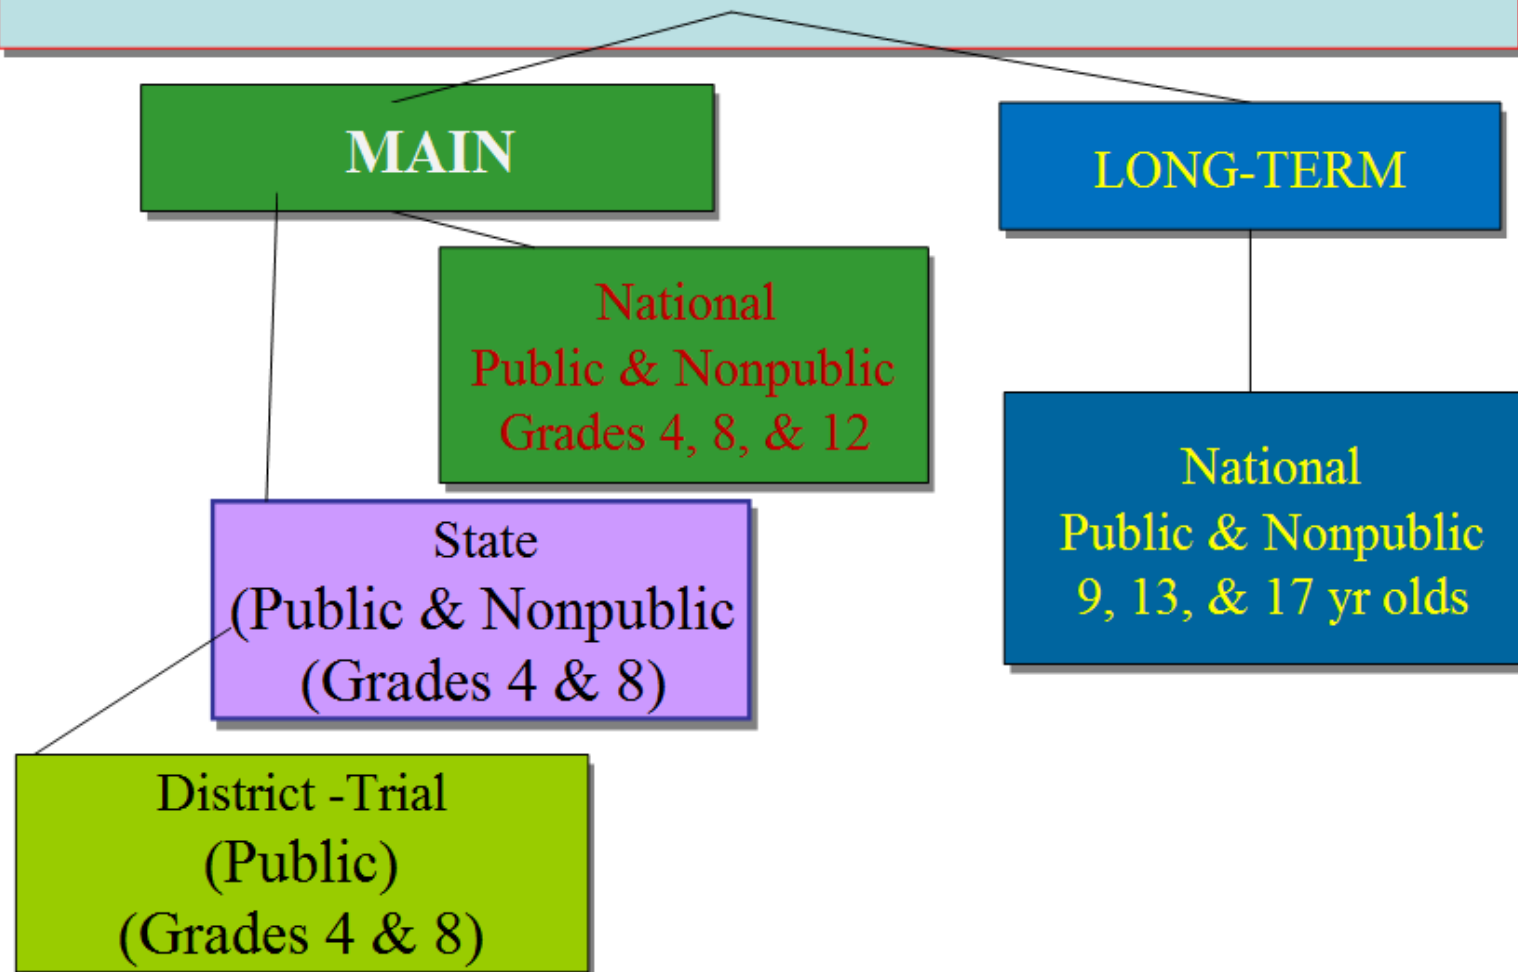 MAIN
LONG-TERM
National
Public & Nonpublic
Grades 4, 8, & 12
National
Public & Nonpublic
9, 13, & 17 yr olds
State
(Public & Nonpublic
(Grades 4 & 8)
District -Trial
(Public)
(Grades 4 & 8)